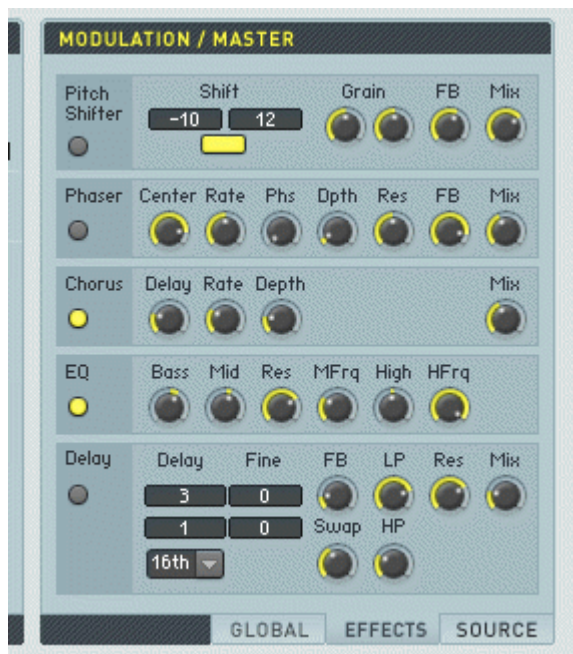 MODULATION / MASTER
Pitch Shifter
Shift
Grain FB Mix
-10 12
Phaser
Center Rate Phs Dpth Res FB Mix
Chorus
Delay Rate Depth Mix
EQ
Bass Mid Res MFrq High HFrq
Delay
Delay Fine FB LP Res Mix
3 0
1 0
Swap HP
16th
GLOBAL EFFECTS SOURCE